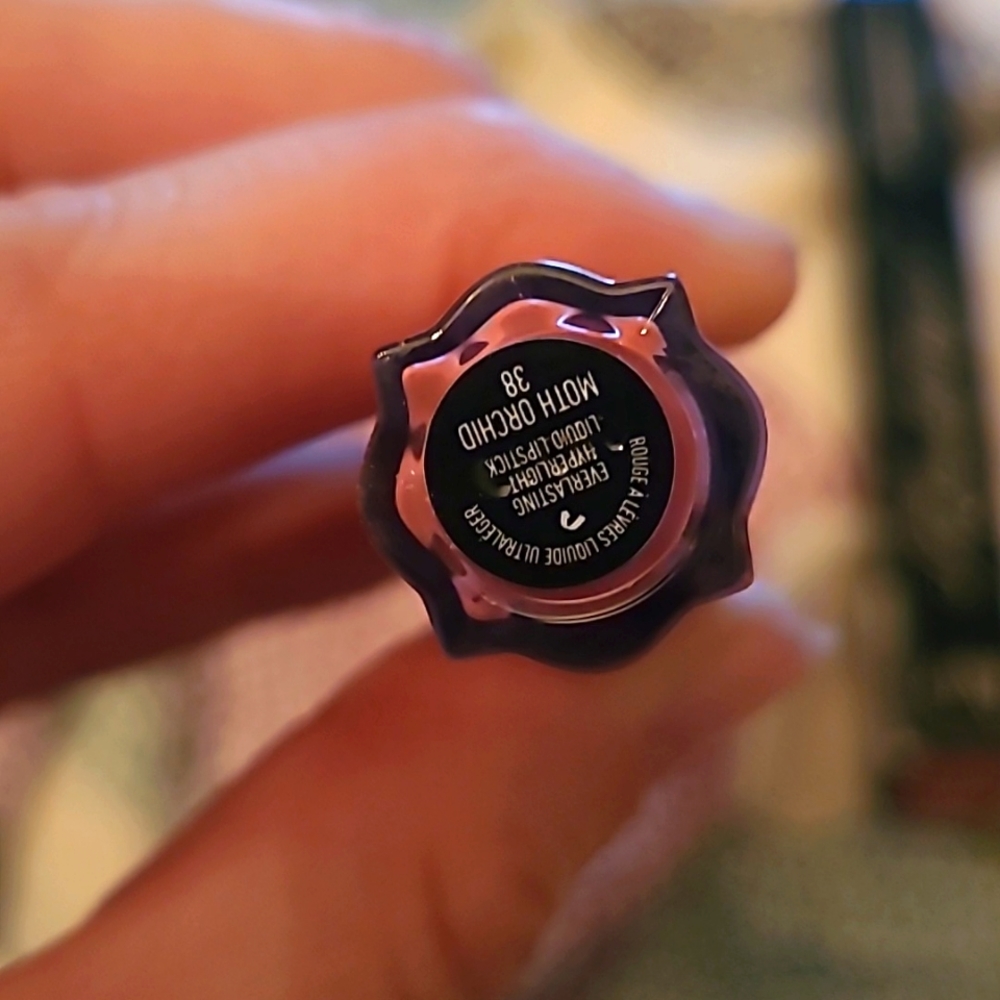 ROUGE À LÈVRES LIQUIDE ULTRALÉGER
EVERLASTING
HYPERLIGHT
LIQUID LIPSTICK
MOTH ORCHID
38